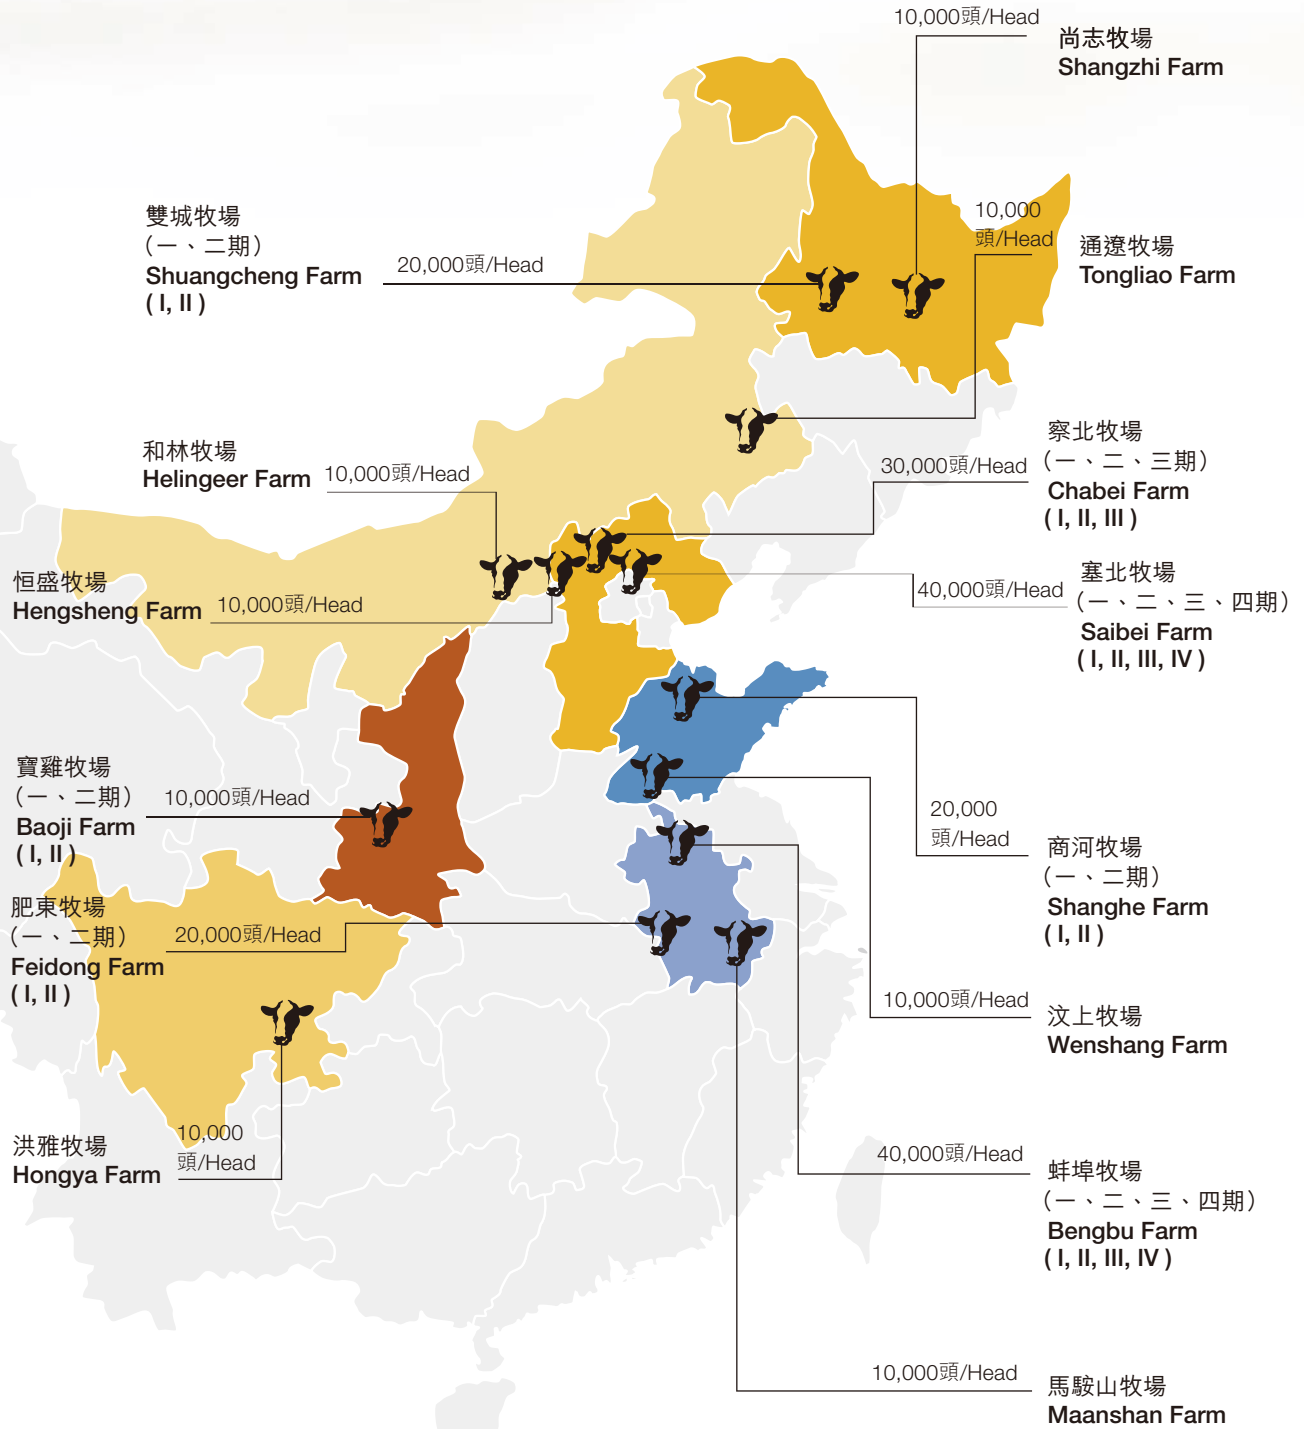 10,000頭/Head
尚志牧場
Shangzhi Farm
雙城牧場
（一、二期）
Shuangcheng Farm
( I, II )
20,000頭/Head
10,000
頭/Head
通遼牧場
Tongliao Farm
和林牧場
Helingeer Farm
10,000頭/Head
30,000頭/Head
察北牧場
（一、二、三期）
Chabei Farm
( I, II, III )
恒盛牧場
Hengsheng Farm
10,000頭/Head
40,000頭/Head
塞北牧場
（一、二、三、四期）
Saibei Farm
( I, II, III, IV )
寶雞牧場
（一、二期）
Baoji Farm
( I, II )
10,000頭/Head
20,000
頭/Head
商河牧場
（一、二期）
Shanghe Farm
( I, II )
肥東牧場
（一、二期）
Feidong Farm
( I, II )
20,000頭/Head
10,000頭/Head
汶上牧場
Wenshang Farm
洪雅牧場
Hongya Farm
10,000
頭/Head
40,000頭/Head
蚌埠牧場
（一、二、三、四期）
Bengbu Farm
( I, II, III, IV )
10,000頭/Head
馬鞍山牧場
Maanshan Farm